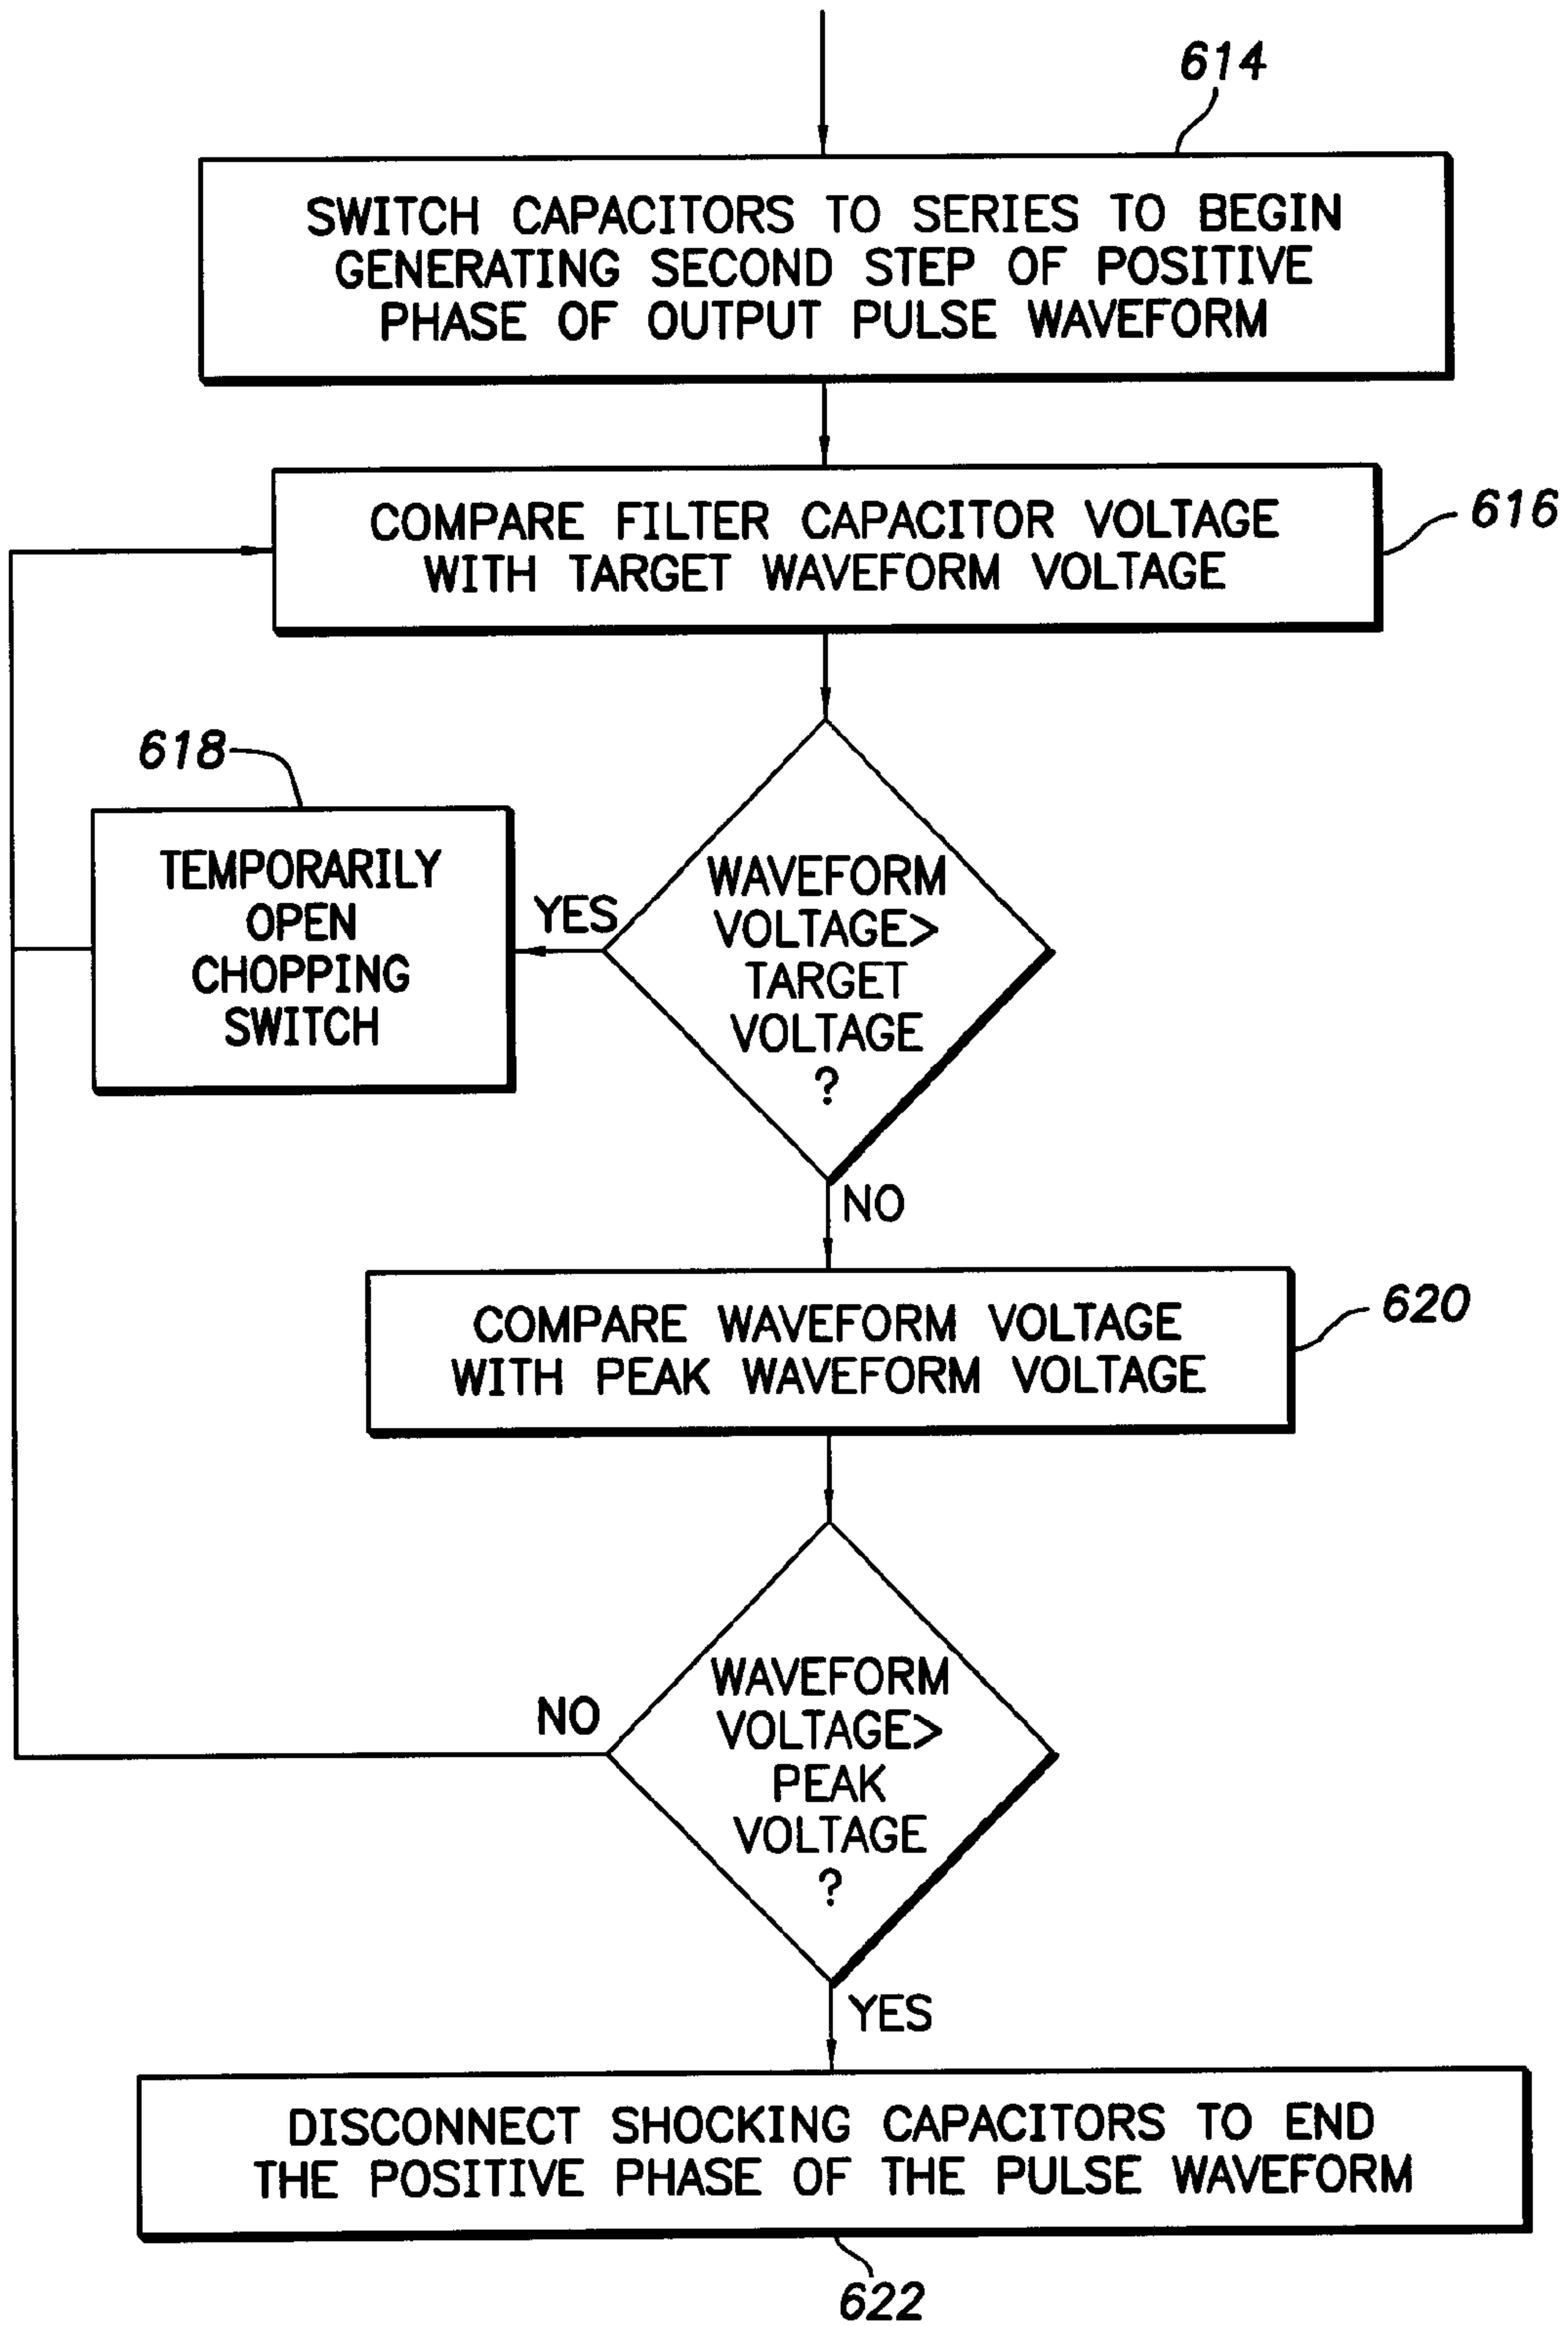 614
SWITCH CAPACITORS TO SERIES TO BEGIN
GENERATING SECOND STEP OF POSITIVE
PHASE OF OUTPUT PULSE WAVEFORM
COMPARE FILTER CAPACITOR VOLTAGE
WITH TARGET WAVEFORM VOLTAGE
616
618
TEMPORARILY
OPEN
CHOPPING
SWITCH
YES
WAVEFORM
VOLTAGE>
TARGET
VOLTAGE
?
NO
COMPARE WAVEFORM VOLTAGE
WITH PEAK WAVEFORM VOLTAGE
620
NO
WAVEFORM
VOLTAGE>
PEAK
VOLTAGE
?
YES
DISCONNECT SHOCKING CAPACITORS TO END
THE POSITIVE PHASE OF THE PULSE WAVEFORM
622